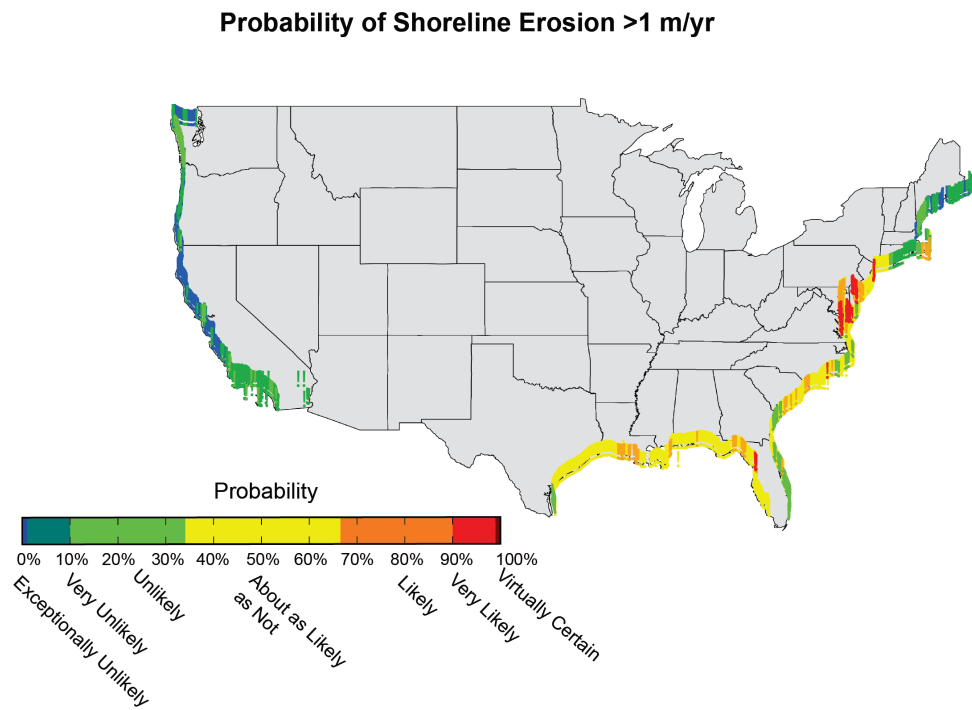 Probability of Shoreline Erosion >1 m/yr
Probability
0% 10% 20% 30% 40% 50% 60% 70% 80% 90% 100%
Exceptionally Unlikely
Very Unlikely
Unlikely
About as Likely
as Not
Likely
Very Likely
Virtually Certain